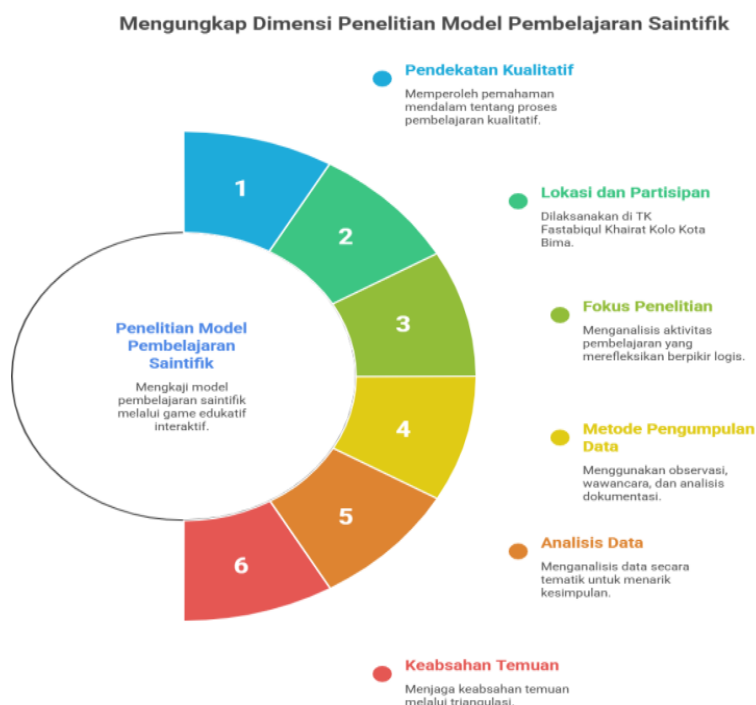 Mengungkap Dimensi Penelitian Model Pembelajaran Saintifik
Pendekatan Kualitatif
Memperoleh pemahaman
mendalam tentang proses
pembelajaran kualitatif.
1
Lokasi dan Partisipan
Dilaksanakan di TK
Fastabiqul Khairat Kolo Kota
Bima.
2
Fokus Penelitian
Menganalisis aktivitas
pembelajaran yang
merefleksikan berpikir logis.
3
Penelitian Model
Pembelajaran
Saintifik
Mengkaji model
pembelajaran saintifik
melalui game edukatif
interaktif.
4
Metode Pengumpulan
Data
Menggunakan observasi,
wawancara, dan analisis
dokumentasi.
5
Analisis Data
Menganalisis data secara
tematik untuk menarik
kesimpulan.
6
Keabsahan Temuan
Menjaga keabsahan temuan
melalui triangulasi.